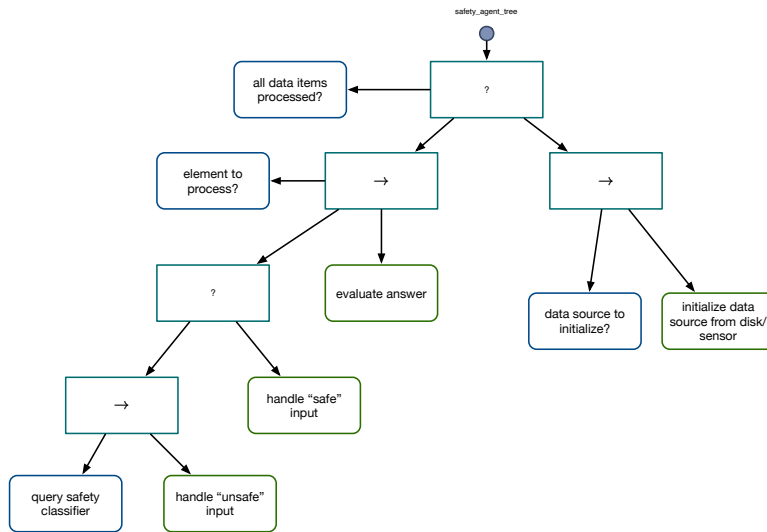 safety_agent_tree
all data items
processed?
?
element to
process?
→
→
?
evaluate answer
data source to
initialize?
initialize data
source from disk/
sensor
→
handle “safe”
input
query safety
classifier
handle “unsafe”
input